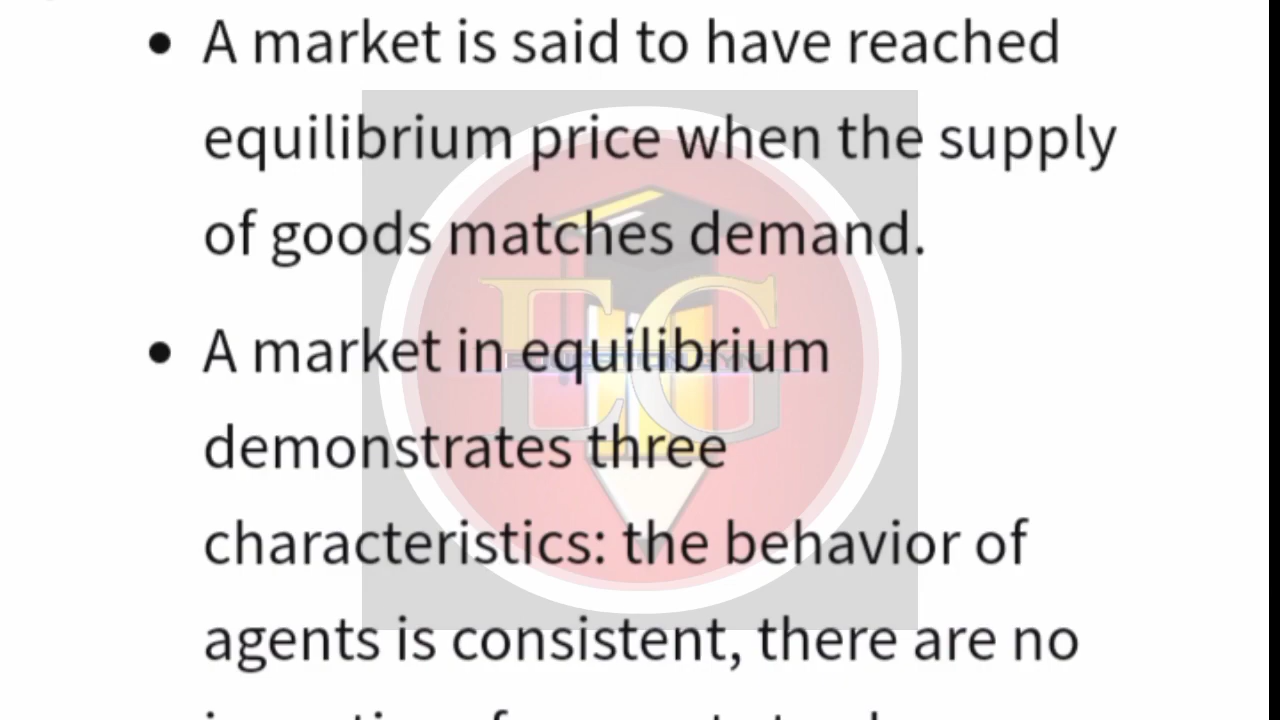 • A market is said to have reached
equilibrium price when the supply
of goods matches demand.
• A market in equilibrium
demonstrates three
characteristics: the behavior of
agents is consistent, there are no
EG